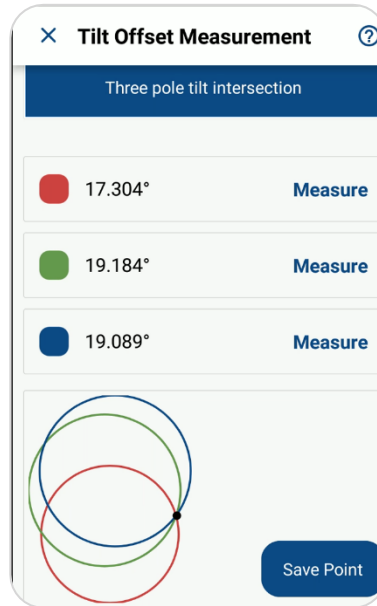 × Tilt Offset Measurement ?
Three pole tilt intersection
17.304° Measure
19.184° Measure
19.089° Measure
Save Point